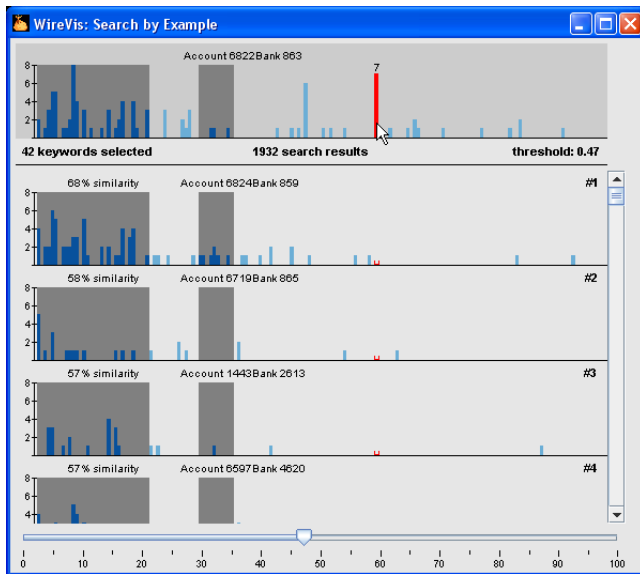 WireVis: Search by Example
Account 6822Bank 863
8
6
4
2
7
42 keywords selected 1932 search results threshold: 0.47
68% similarity Account 6824Bank 859 #1
8
6
4
2
58% similarity Account 6719Bank 865 #2
8
6
4
2
57% similarity Account 1443Bank 2613 #3
8
6
4
2
57% similarity Account 6597Bank 4620 #4
8
6
4
0 10 20 30 40 50 60 70 80 90 100